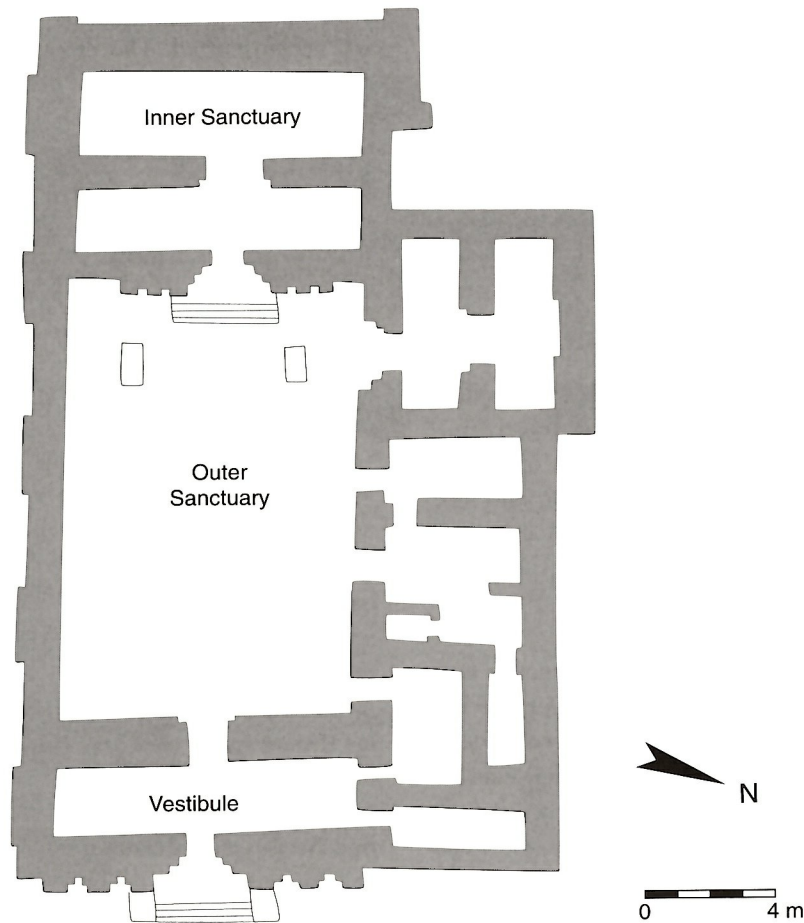 Inner Sanctuary
Outer
Sanctuary
Vestibule
N
0 4 m